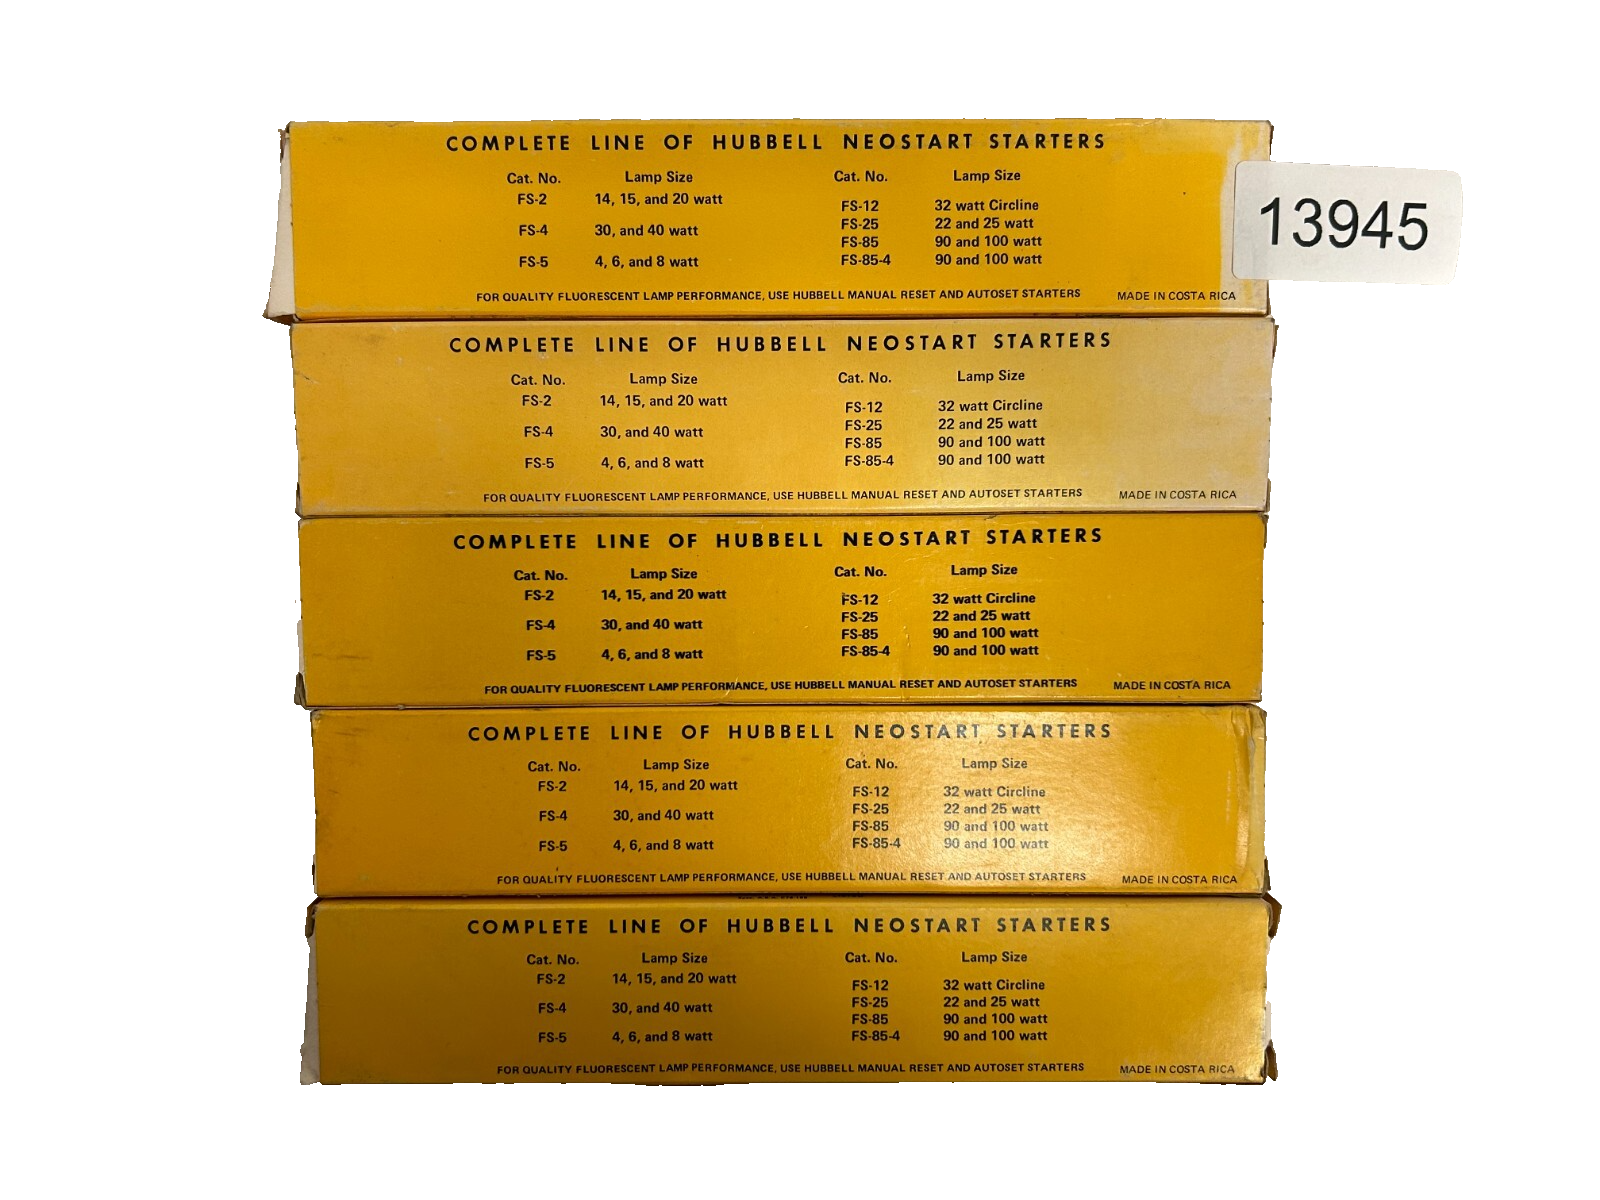 COMPLETE LINE OF HUBBELL NEOSTART STARTERS
Cat. No. Lamp Size Cat. No. Lamp Size
FS-2 14, 15, and 20 watt FS-12 32 watt Circline
FS-4 30, and 40 watt FS-25 22 and 25 watt
FS-85 90 and 100 watt
FS-5 4, 6, and 8 watt FS-85-4 90 and 100 watt
FOR QUALITY FLUORESCENT LAMP PERFORMANCE, USE HUBBELL MANUAL RESET AND AUTOSET STARTERS MADE IN COSTA RICA
13945
COMPLETE LINE OF HUBBELL NEOSTART STARTERS
Cat. No. Lamp Size Cat. No. Lamp Size
FS-2 14, 15, and 20 watt FS-12 32 watt Circline
FS-4 30, and 40 watt FS-25 22 and 25 watt
FS-85 90 and 100 watt
FS-5 4, 6, and 8 watt FS-85-4 90 and 100 watt
FOR QUALITY FLUORESCENT LAMP PERFORMANCE, USE HUBBELL MANUAL RESET AND AUTOSET STARTERS MADE IN COSTA RICA
COMPLETE LINE OF HUBBELL NEOSTART STARTERS
Cat. No. Lamp Size Cat. No. Lamp Size
FS-2 14, 15, and 20 watt FS-12 32 watt Circline
FS-4 30, and 40 watt FS-25 22 and 25 watt
FS-85 90 and 100 watt
FS-5 4, 6, and 8 watt FS-85-4 90 and 100 watt
FOR QUALITY FLUORESCENT LAMP PERFORMANCE, USE HUBBELL MANUAL RESET AND AUTOSET STARTERS MADE IN COSTA RICA
COMPLETE LINE OF HUBBELL NEOSTART STARTERS
Cat. No. Lamp Size Cat. No. Lamp Size
FS-2 14, 15, and 20 watt FS-12 32 watt Circline
FS-4 30, and 40 watt FS-25 22 and 25 watt
FS-85 90 and 100 watt
FS-5 4, 6, and 8 watt FS-85-4 90 and 100 watt
FOR QUALITY FLUORESCENT LAMP PERFORMANCE, USE HUBBELL MANUAL RESET AND AUTOSET STARTERS MADE IN COSTA RICA
COMPLETE LINE OF HUBBELL NEOSTART STARTERS
Cat. No. Lamp Size Cat. No. Lamp Size
FS-2 14, 15, and 20 watt FS-12 32 watt Circline
FS-4 30, and 40 watt FS-25 22 and 25 watt
FS-85 90 and 100 watt
FS-5 4, 6, and 8 watt FS-85-4 90 and 100 watt
FOR QUALITY FLUORESCENT LAMP PERFORMANCE, USE HUBBELL MANUAL RESET AND AUTOSET STARTERS MADE IN COSTA RICA